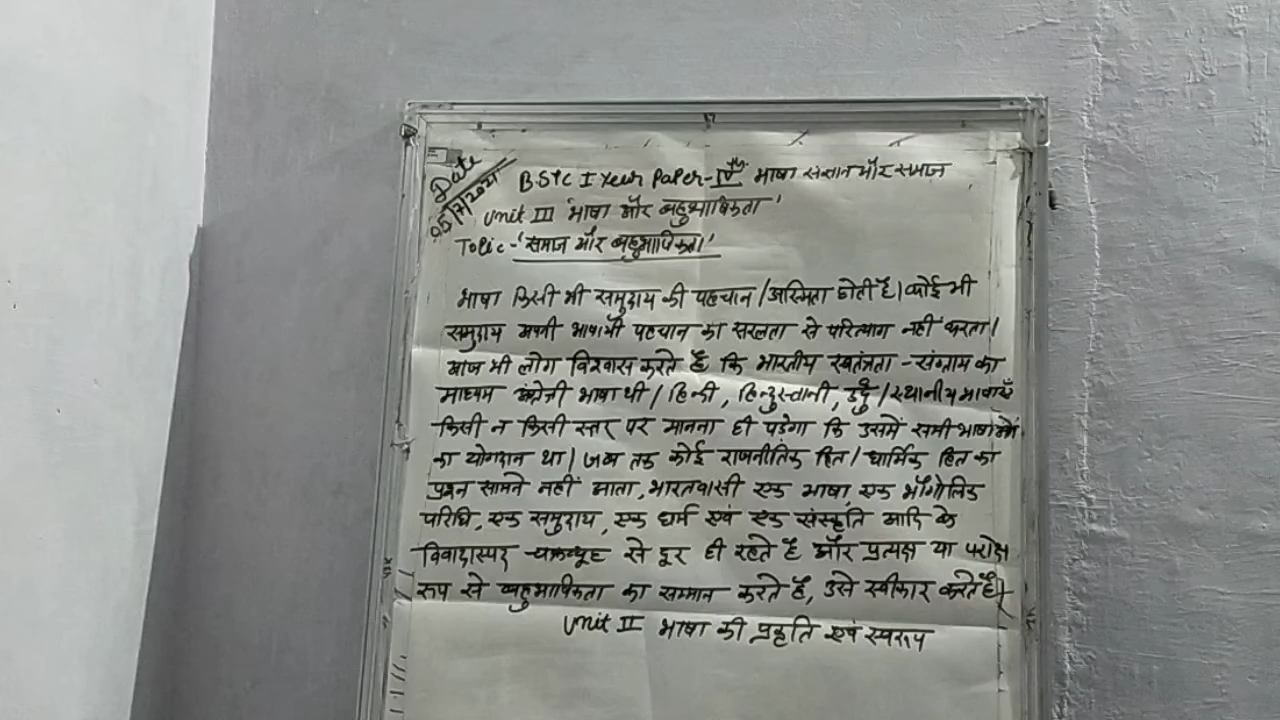 Date
05/7/2021
B.STC I Year Paper-IV भाषा संज्ञान और समाज
Unit III 'भाषा और बहुभाषिकता'
Topic-'समाज और बहुभाषिकता'
भाषा किसी भी समुदाय की पहचान/अस्मिता होती है। कोई भी
समुदाय अपनी भाषायी पहचान का सरलता से परित्याग नहीं करता।
आज भी लोग विश्वास करते है कि भारतीय स्वतंत्रता-संग्राम का
माध्यम अंग्रेजी भाषा थी/हिन्दी, हिन्दुस्तानी, उर्दू/स्थानीय भाषाएँ
किसी न किसी स्तर पर मानना ही पडेगा कि उसमें सभी भाषाओं
का योगदान था/जब तक कोई राजनीतिक हित/धार्मिक हित का
प्रश्न सामने नहीं आता, भारतवासी एक भाषा, एक भौगोलिक
परिधि, एक समुदाय, एक धर्म एवं एक संस्कृति आदि के
विवादास्पद चक्रव्यूह से दूर ही रहते है और प्रत्यक्ष या परोक्ष
रूप से बहुभाषिकता का सम्मान करते है, उसे स्वीकार करते है।
Unit II भाषा की प्रकृति एवं स्वरूप